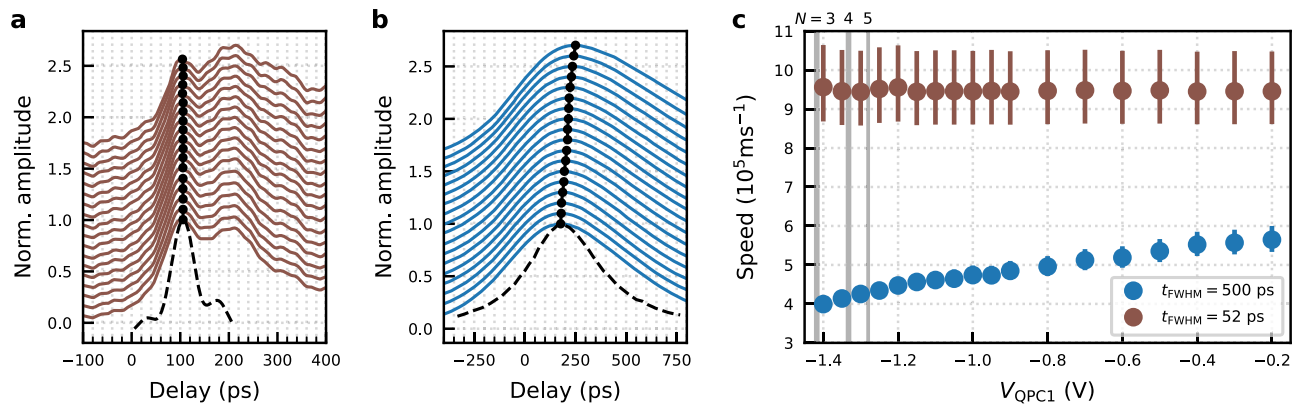 a
Norm. amplitude
2.5
2.0
1.5
1.0
0.5
0.0
−100 0 100 200 300 400
Delay (ps)
b
Norm. amplitude
2.5
2.0
1.5
1.0
0.5
0.0
−250 0 250 500 750
Delay (ps)
c
N = 3 4 5
Speed (10⁵ms⁻¹)
11
10
9
8
7
6
5
4
3
t_FWHM = 500 ps
t_FWHM = 52 ps
−1.4 −1.2 −1.0 −0.8 −0.6 −0.4 −0.2
V_QPC1 (V)